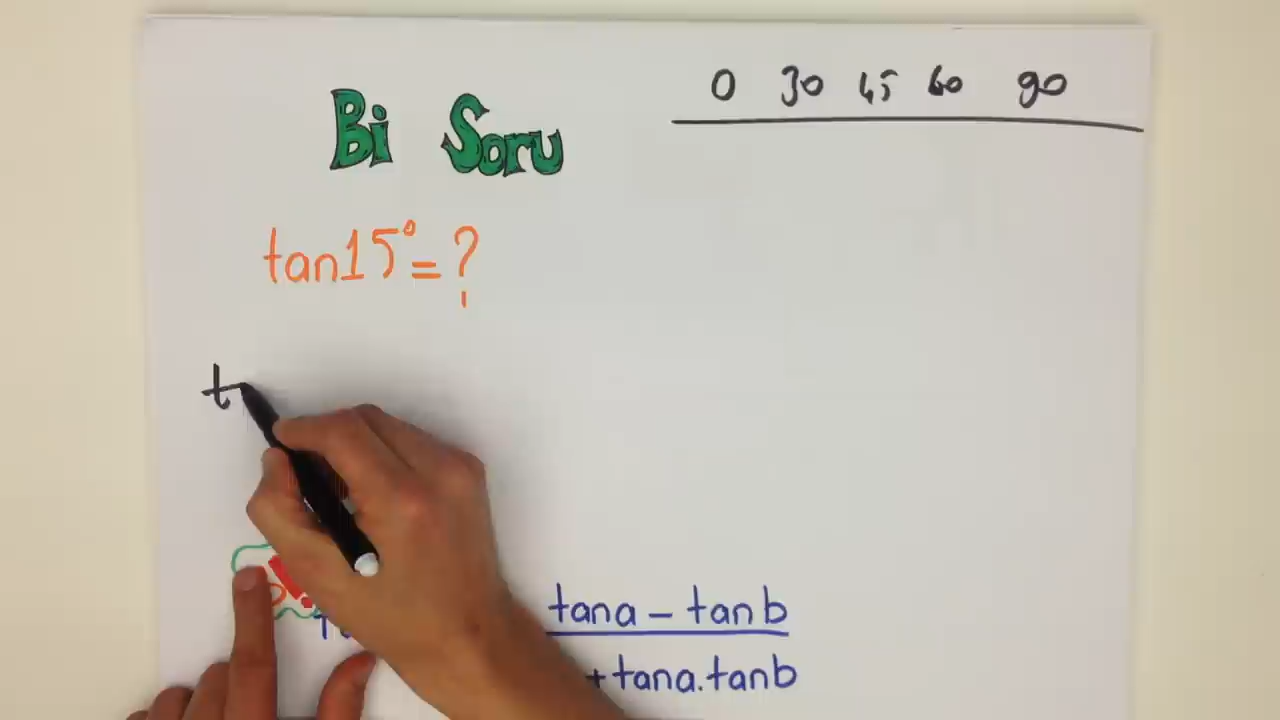 Bi Soru
0 30 45 60 90
tan15°=?
t
tana - tanb
+tana.tanb